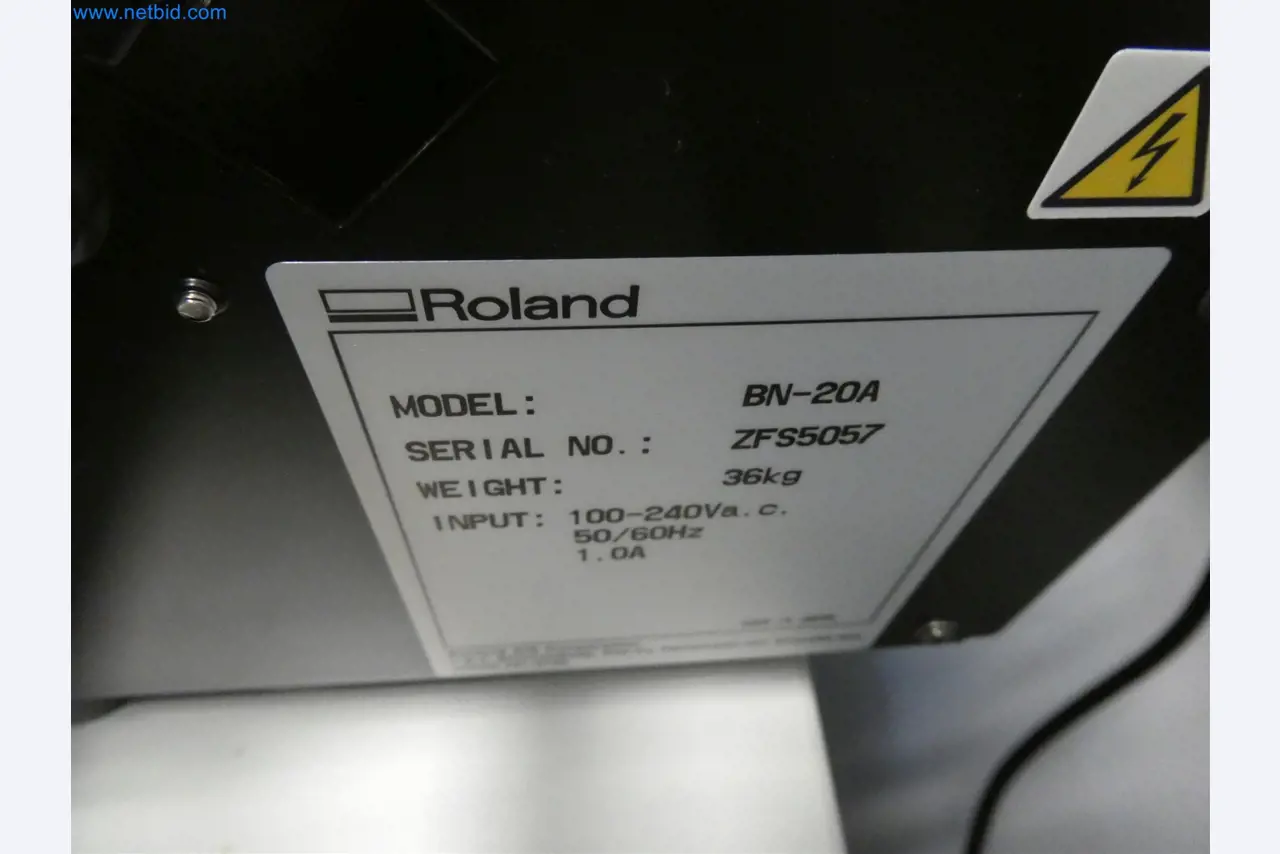 www.netbid.com
Roland
MODEL: BN-20A
SERIAL NO.: ZFS5057
WEIGHT: 36kg
INPUT: 100-240Va.c.
50/60Hz
1.0A